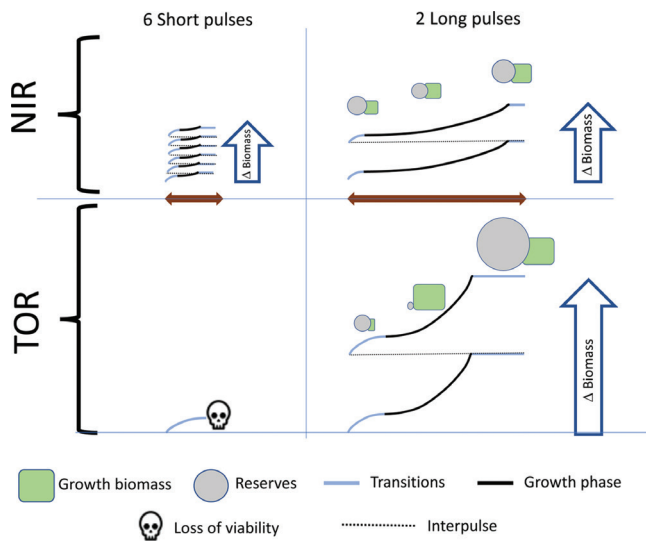 6 Short pulses
2 Long pulses
NIR
Δ Biomass
Δ Biomass
TOR
Δ Biomass
Growth biomass
Reserves
Transitions
Growth phase
Loss of viability
Interpulse